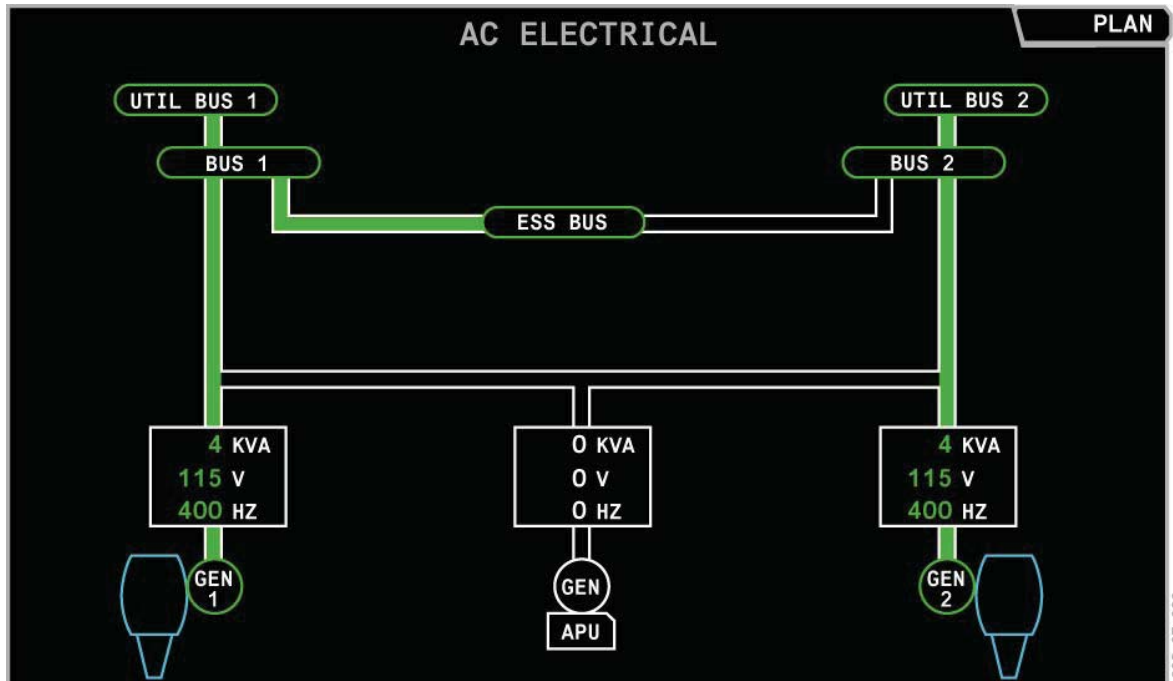 AC ELECTRICAL
PLAN
UTIL BUS 1
UTIL BUS 2
BUS 1
BUS 2
ESS BUS
4 KVA
115 V
400 HZ
0 KVA
0 V
0 HZ
4 KVA
115 V
400 HZ
GEN
1
GEN
APU
GEN
2